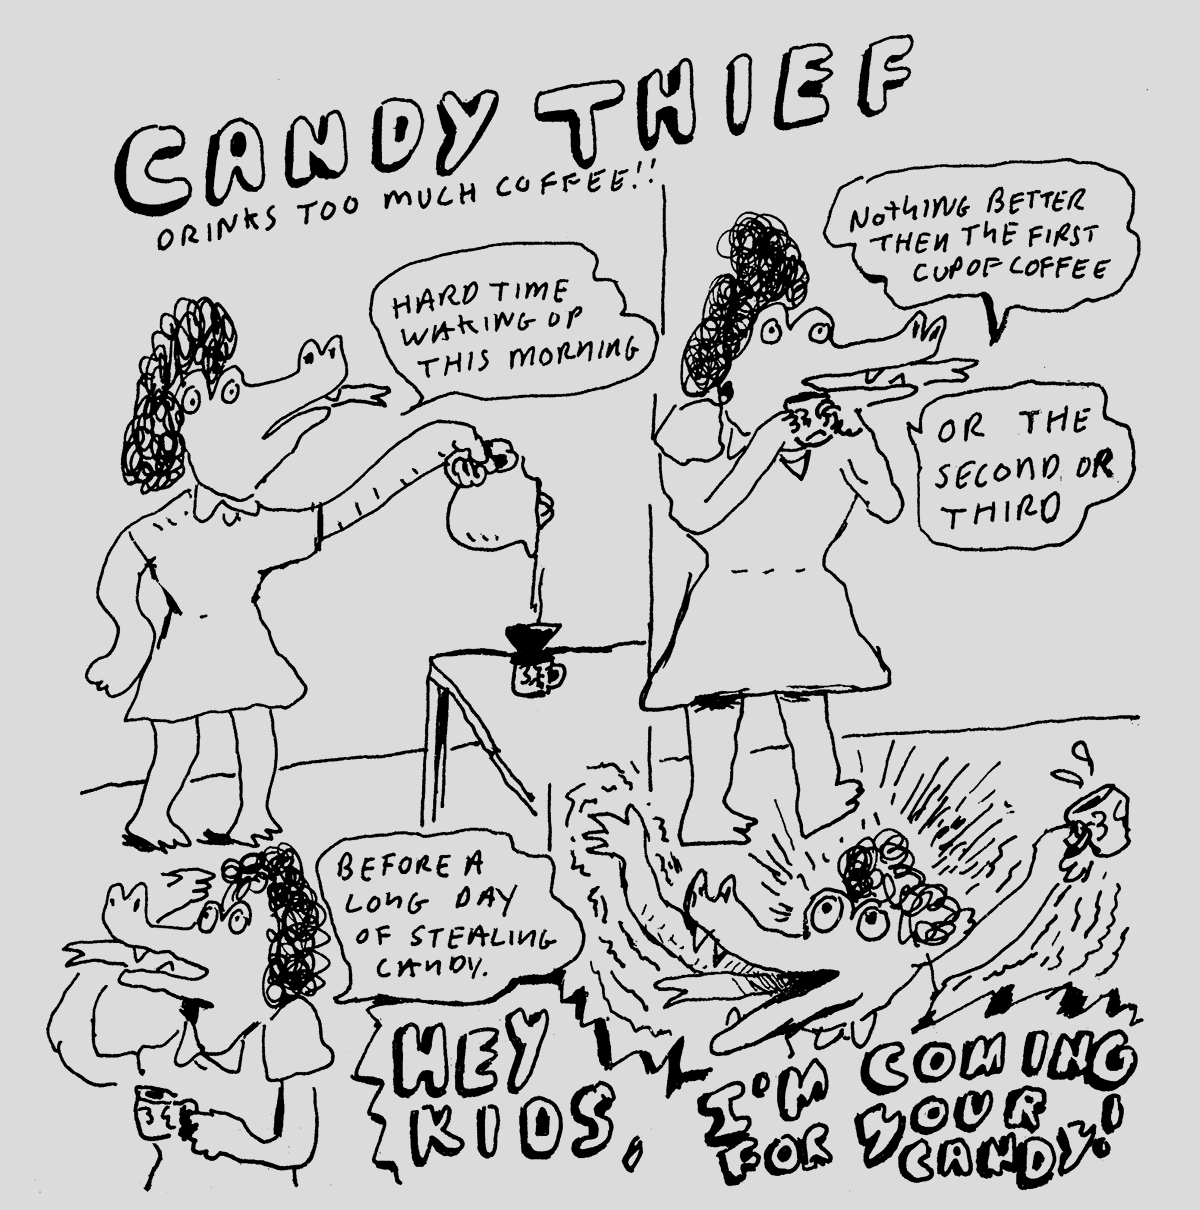 CANDY THIEF
DRINKS TOO MUCH COFFEE!!
HARD TIME
WAKING UP
THIS MORNING
NOTHING BETTER
THEN THE FIRST
CUP OF COFFEE
OR THE
SECOND OR
THIRD
BEFORE A
LONG DAY
OF STEALING
CANDY.
HEY
KIDS,
I'M COMING
FOR YOUR
CANDY!